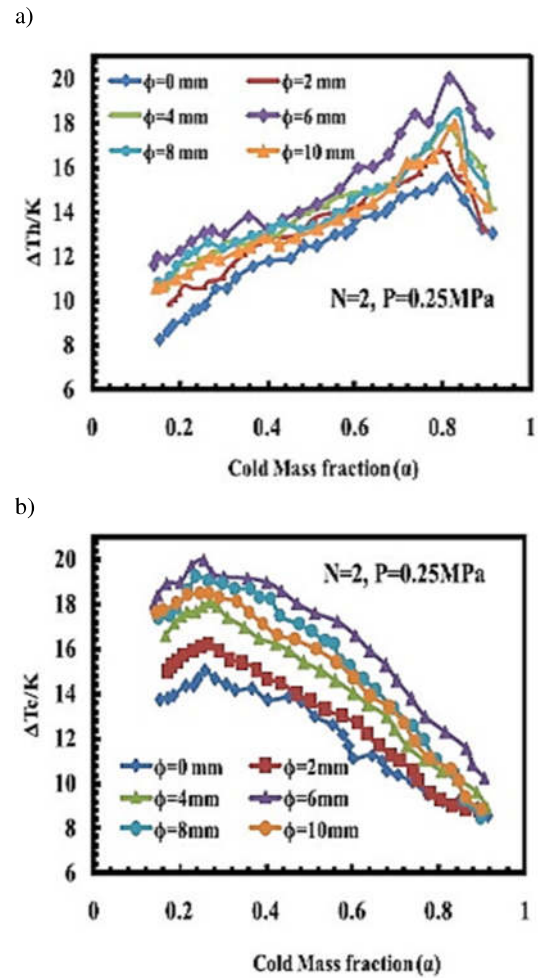 a)
20
18
16
14
12
10
8
6
ΔTh/K
ϕ=0 mm
ϕ=2 mm
ϕ=4 mm
ϕ=6 mm
ϕ=8 mm
ϕ=10 mm
N=2, P=0.25MPa
0 0.2 0.4 0.6 0.8 1
Cold Mass fraction (α)
b)
20
18
16
14
12
10
8
6
ΔTc/K
N=2, P=0.25MPa
ϕ=0 mm
ϕ=2mm
ϕ=4mm
ϕ=6mm
ϕ=8mm
ϕ=10mm
0 0.2 0.4 0.6 0.8 1
Cold Mass fraction (α)